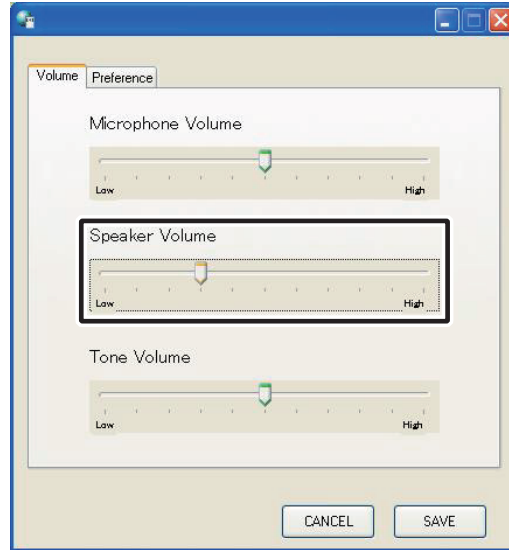 Volume Preference
Microphone Volume
Low High
Speaker Volume
Low High
Tone Volume
Low High
CANCEL SAVE